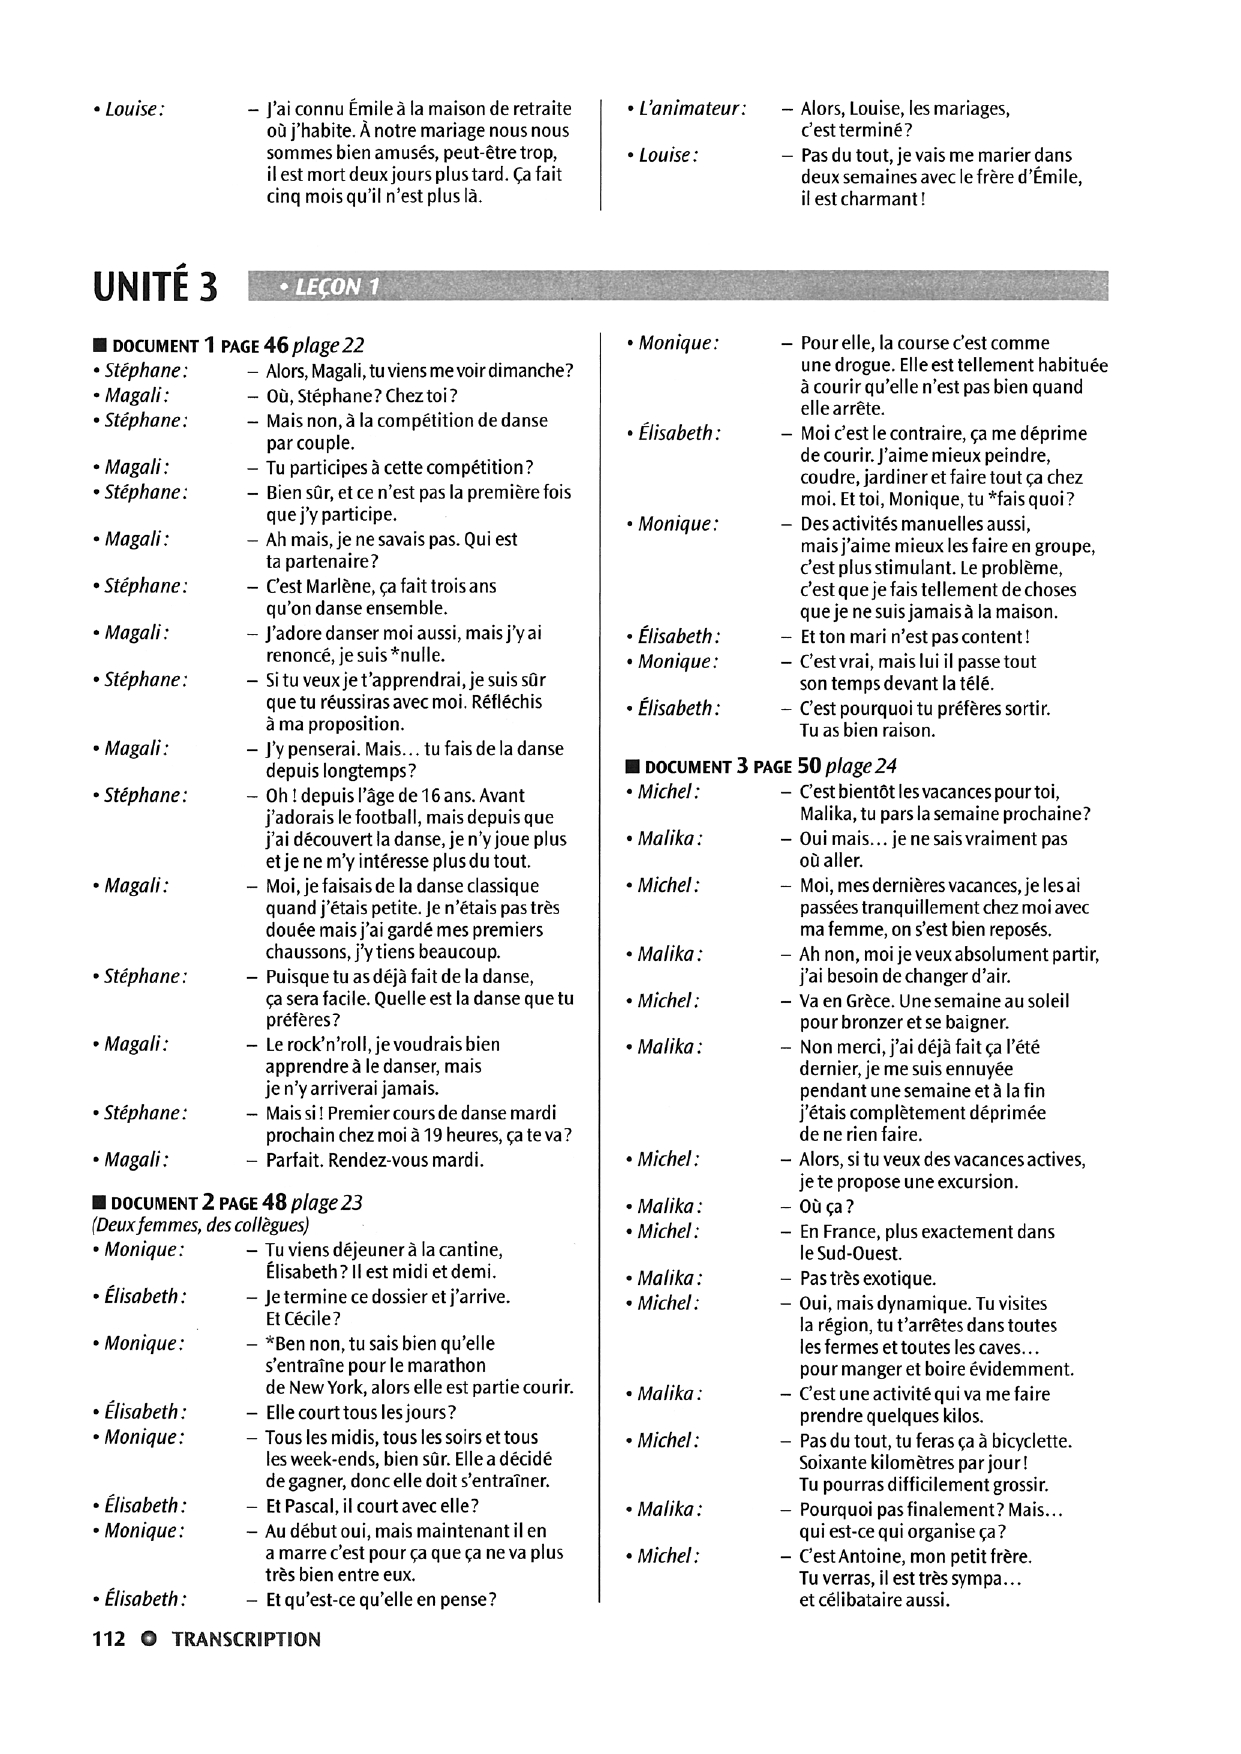 • Louise : – J'ai connu Émile à la maison de retraite
où j'habite. À notre mariage nous nous
sommes bien amusés, peut-être trop,
il est mort deux jours plus tard. Ça fait
cinq mois qu'il n'est plus là.
• L'animateur : – Alors, Louise, les mariages,
c'est terminé ?
• Louise : – Pas du tout, je vais me marier dans
deux semaines avec le frère d'Émile,
il est charmant !
UNITÉ 3 • LEÇON 1
■ DOCUMENT 1 PAGE 46 plage 22
• Stéphane : – Alors, Magali, tu viens me voir dimanche ?
• Magali : – Où, Stéphane ? Chez toi ?
• Stéphane : – Mais non, à la compétition de danse
par couple.
• Magali : – Tu participes à cette compétition ?
• Stéphane : – Bien sûr, et ce n'est pas la première fois
que j'y participe.
• Magali : – Ah mais, je ne savais pas. Qui est
ta partenaire ?
• Stéphane : – C'est Marlène, ça fait trois ans
qu'on danse ensemble.
• Magali : – J'adore danser moi aussi, mais j'y ai
renoncé, je suis *nulle.
• Stéphane : – Si tu veux je t'apprendrai, je suis sûr
que tu réussiras avec moi. Réfléchis
à ma proposition.
• Magali : – J'y penserai. Mais... tu fais de la danse
depuis longtemps ?
• Stéphane : – Oh ! depuis l'âge de 16 ans. Avant
j'adorais le football, mais depuis que
j'ai découvert la danse, je n'y joue plus
et je ne m'y intéresse plus du tout.
• Magali : – Moi, je faisais de la danse classique
quand j'étais petite. Je n'étais pas très
douée mais j'ai gardé mes premiers
chaussons, j'y tiens beaucoup.
• Stéphane : – Puisque tu as déjà fait de la danse,
ça sera facile. Quelle est la danse que tu
préfères ?
• Magali : – Le rock'n'roll, je voudrais bien
apprendre à le danser, mais
je n'y arriverai jamais.
• Stéphane : – Mais si ! Premier cours de danse mardi
prochain chez moi à 19 heures, ça te va ?
• Magali : – Parfait. Rendez-vous mardi.
■ DOCUMENT 2 PAGE 48 plage 23
(Deux femmes, des collègues)
• Monique : – Tu viens déjeuner à la cantine,
Élisabeth ? Il est midi et demi.
• Élisabeth : – Je termine ce dossier et j'arrive.
Et Cécile ?
• Monique : – *Ben non, tu sais bien qu'elle
s'entraîne pour le marathon
de New York, alors elle est partie courir.
• Élisabeth : – Elle court tous les jours ?
• Monique : – Tous les midis, tous les soirs et tous
les week-ends, bien sûr. Elle a décidé
de gagner, donc elle doit s'entraîner.
• Élisabeth : – Et Pascal, il court avec elle ?
• Monique : – Au début oui, mais maintenant il en
a marre c'est pour ça que ça ne va plus
très bien entre eux.
• Élisabeth : – Et qu'est-ce qu'elle en pense ?
• Monique : – Pour elle, la course c'est comme
une drogue. Elle est tellement habituée
à courir qu'elle n'est pas bien quand
elle arrête.
• Élisabeth : – Moi c'est le contraire, ça me déprime
de courir. J'aime mieux peindre,
coudre, jardiner et faire tout ça chez
moi. Et toi, Monique, tu *fais quoi ?
• Monique : – Des activités manuelles aussi,
mais j'aime mieux les faire en groupe,
c'est plus stimulant. Le problème,
c'est que je fais tellement de choses
que je ne suis jamais à la maison.
• Élisabeth : – Et ton mari n'est pas content !
• Monique : – C'est vrai, mais lui il passe tout
son temps devant la télé.
• Élisabeth : – C'est pourquoi tu préfères sortir.
Tu as bien raison.
■ DOCUMENT 3 PAGE 50 plage 24
• Michel : – C'est bientôt les vacances pour toi,
Malika, tu pars la semaine prochaine ?
• Malika : – Oui mais... je ne sais vraiment pas
où aller.
• Michel : – Moi, mes dernières vacances, je les ai
passées tranquillement chez moi avec
ma femme, on s'est bien reposés.
• Malika : – Ah non, moi je veux absolument partir,
j'ai besoin de changer d'air.
• Michel : – Va en Grèce. Une semaine au soleil
pour bronzer et se baigner.
• Malika : – Non merci, j'ai déjà fait ça l'été
dernier, je me suis ennuyée
pendant une semaine et à la fin
j'étais complètement déprimée
de ne rien faire.
• Michel : – Alors, si tu veux des vacances actives,
je te propose une excursion.
• Malika : – Où ça ?
• Michel : – En France, plus exactement dans
le Sud-Ouest.
• Malika : – Pas très exotique.
• Michel : – Oui, mais dynamique. Tu visites
la région, tu t'arrêtes dans toutes
les fermes et toutes les caves...
pour manger et boire évidemment.
• Malika : – C'est une activité qui va me faire
prendre quelques kilos.
• Michel : – Pas du tout, tu feras ça à bicyclette.
Soixante kilomètres par jour !
Tu pourras difficilement grossir.
• Malika : – Pourquoi pas finalement ? Mais...
qui est-ce qui organise ça ?
• Michel : – C'est Antoine, mon petit frère.
Tu verras, il est très sympa...
et célibataire aussi.
112 TRANSCRIPTION